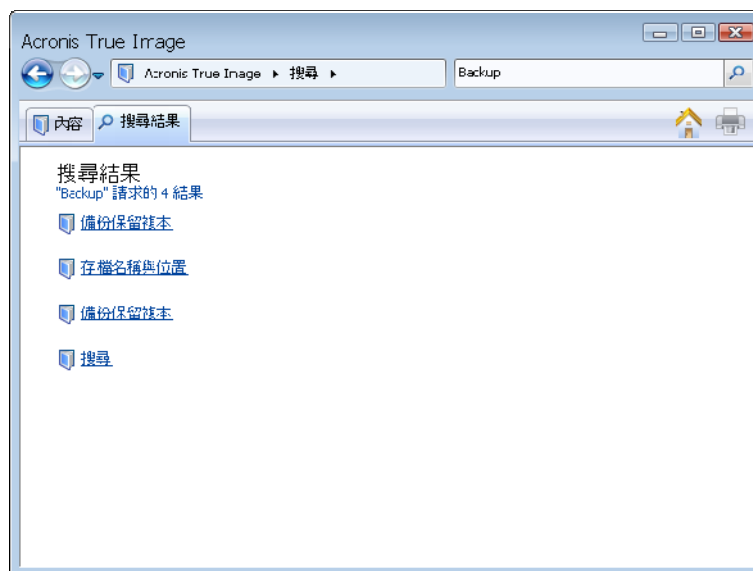 Acronis True Image
Acronis True Image ▸ 搜尋 ▸
Backup
內容
搜尋結果
搜尋結果
"Backup" 請求的 4 結果
備份保留複本
存檔名稱與位置
備份保留複本
搜尋